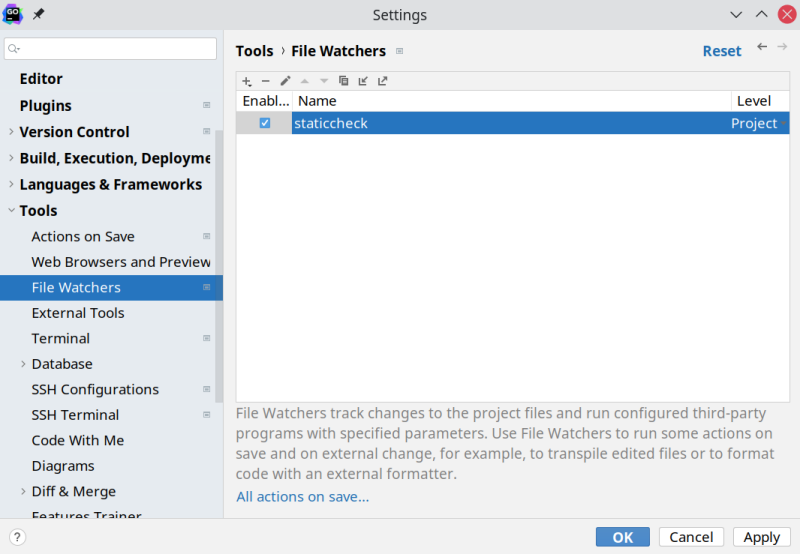 GO
Settings
Editor
Plugins
Version Control
Build, Execution, Deployme
Languages & Frameworks
Tools
Actions on Save
Web Browsers and Preview
File Watchers
External Tools
Terminal
Database
SSH Configurations
SSH Terminal
Code With Me
Diagrams
Diff & Merge
Features Trainer
Tools › File Watchers
Reset
Enabl... Name Level
staticcheck Project
File Watchers track changes to the project files and run configured third-party
programs with specified parameters. Use File Watchers to run some actions on
save and on external change, for example, to transpile edited files or to format
code with an external formatter.
All actions on save...
?
OK Cancel Apply